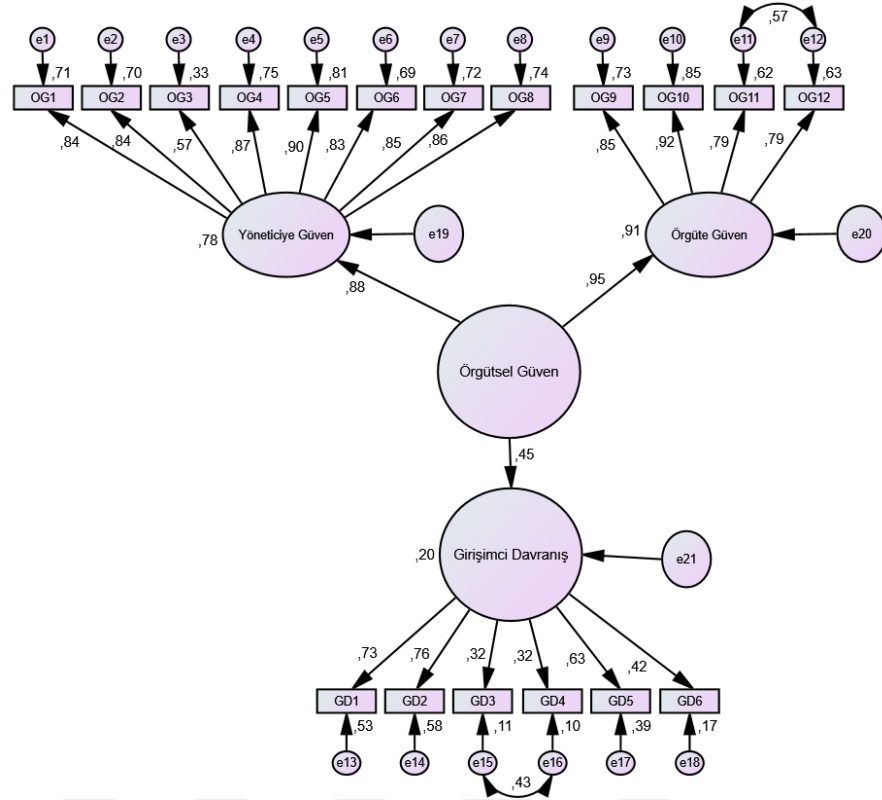 e1 e2 e3 e4 e5 e6 e7 e8 e9 e10 e11 ,57 e12
,71 ,70 ,33 ,75 ,81 ,69 ,72 ,74 ,73 ,85 ,62 ,63
OG1 OG2 OG3 OG4 OG5 OG6 OG7 OG8 OG9 OG10 OG11 OG12
,84 ,84 ,57 ,87 ,90 ,83 ,85 ,86 ,85 ,92 ,79 ,79
,78 Yöneticiye Güven e19 ,91 Örgüte Güven e20
,88 ,95
Örgütsel Güven
,45
,20 Girişimci Davranış e21
,73 ,76 ,32 ,32 ,63 ,42
GD1 GD2 GD3 GD4 GD5 GD6
,53 ,58 ,11 ,10 ,39 ,17
e13 e14 e15 e16 e17 e18
,43